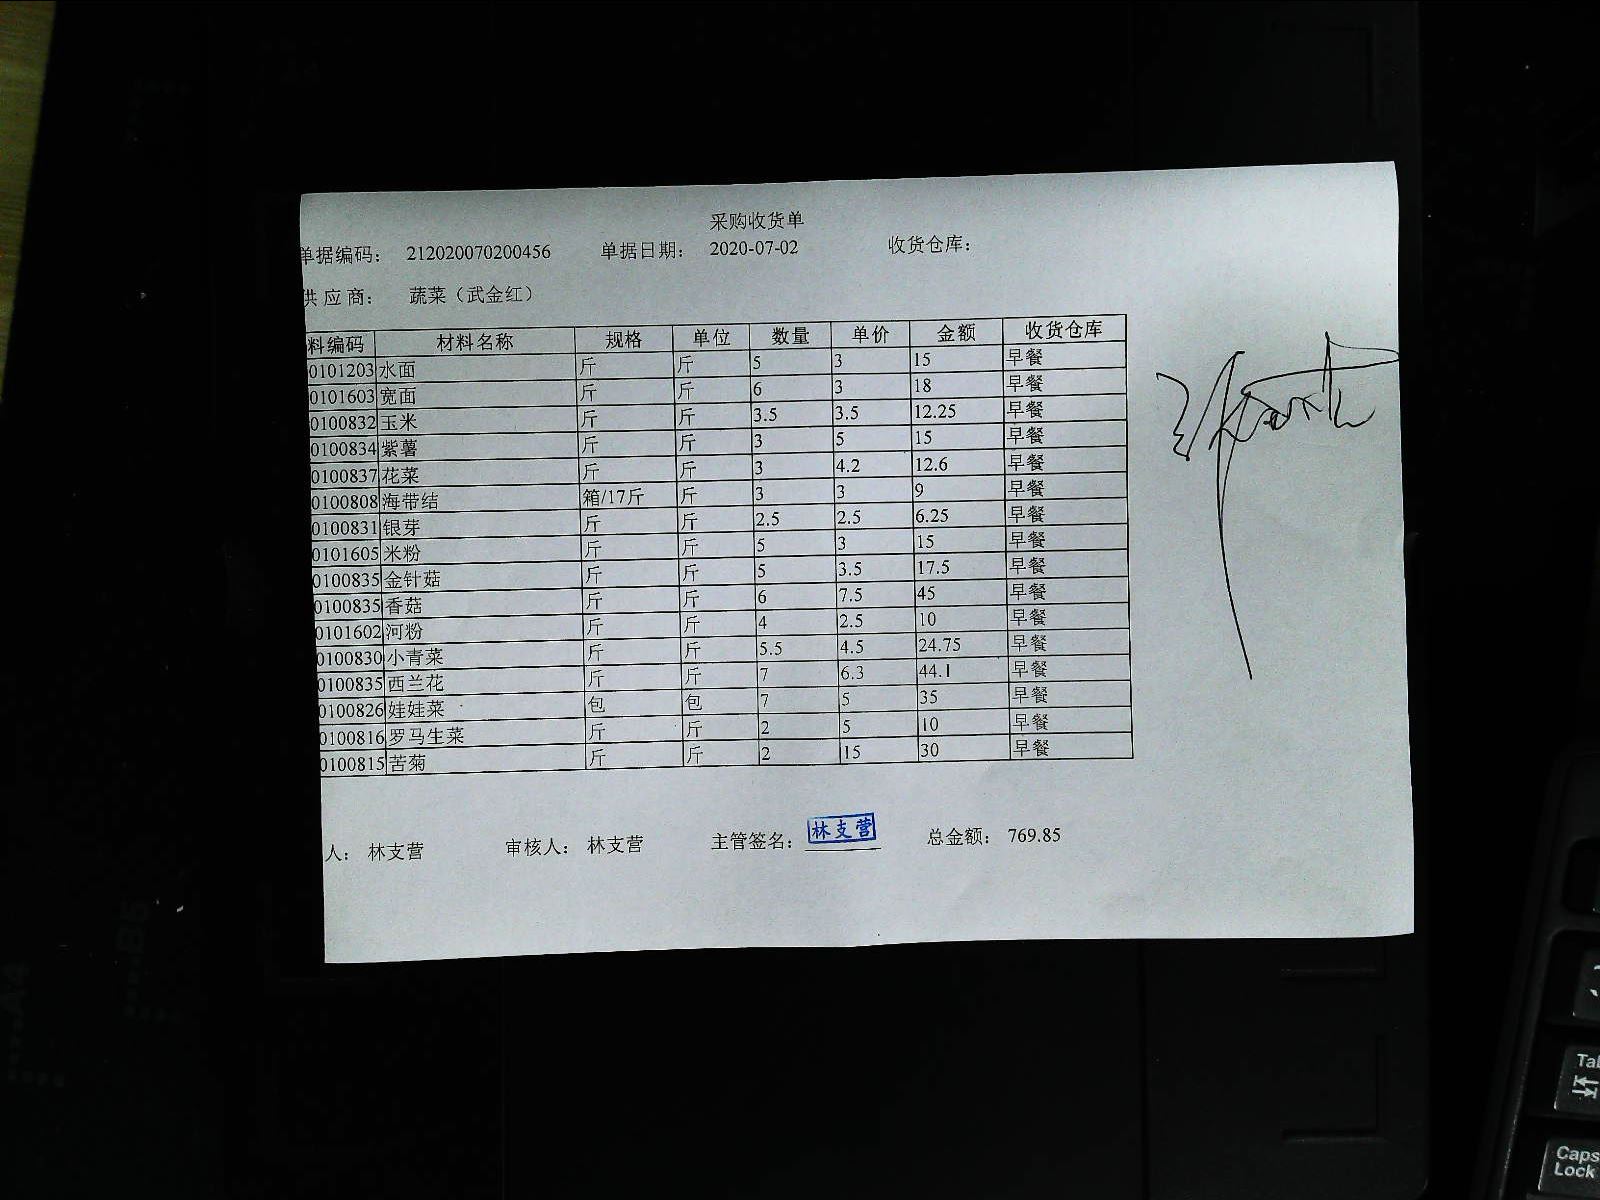 采购收货单
单据编码： 212020070200456 单据日期： 2020-07-02 收货仓库：
供应商： 蔬菜（武金红）
料编码 材料名称 规格 单位 数量 单价 金额 收货仓库
0101203 水面 斤 斤 5 3 15 早餐
0101603 宽面 斤 斤 6 3 18 早餐
0100832 玉米 斤 斤 3.5 3.5 12.25 早餐
0100834 紫薯 斤 斤 3 5 15 早餐
0100837 花菜 斤 斤 3 4.2 12.6 早餐
0100808 海带结 箱/17斤 斤 3 3 9 早餐
0100831 银芽 斤 斤 2.5 2.5 6.25 早餐
0101605 米粉 斤 斤 5 3 15 早餐
0100835 金针菇 斤 斤 5 3.5 17.5 早餐
0100835 香菇 斤 斤 6 7.5 45 早餐
0101602 河粉 斤 斤 4 2.5 10 早餐
0100830 小青菜 斤 斤 5.5 4.5 24.75 早餐
0100835 西兰花 斤 斤 7 6.3 44.1 早餐
0100826 娃娃菜 包 包 7 5 35 早餐
0100816 罗马生菜 斤 斤 2 5 10 早餐
0100815 苦菊 斤 斤 2 15 30 早餐
人： 林支营 审核人： 林支营 主管签名： 林支营 总金额： 769.85
Caps
Lock